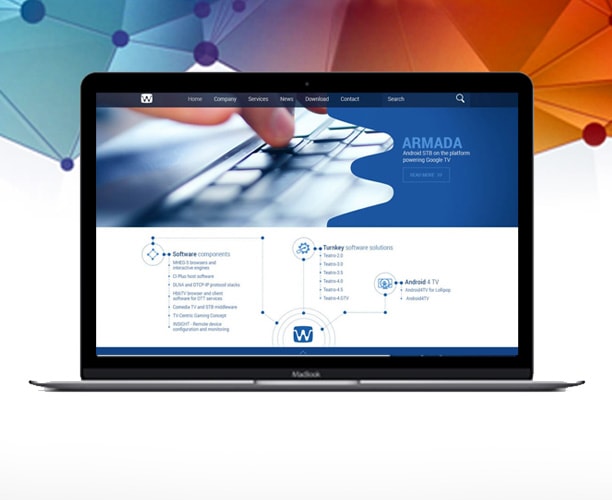 W
Home Company Services News Download Contact Search
ARMADA
Android STB on the platform
powering Google TV
READ MORE
Software components
MHEG-5 browsers and
interactive engines
CI-Plus host software
DLNA and DTCP-IP protocol stacks
HbbTV browser and client
software for OTT services
Comedia TV and STB middleware
TV-Centric Gaming Concept
INSIGHT - Remote device
configuration and monitoring
Turnkey software solutions
Teatro-2.0
Teatro-3.0
Teatro-3.5
Teatro-4.0
Teatro-4.5
Teatro-4.0TV
Android 4 TV
Android4TV for Lollipop
Android4TV
W
MacBook